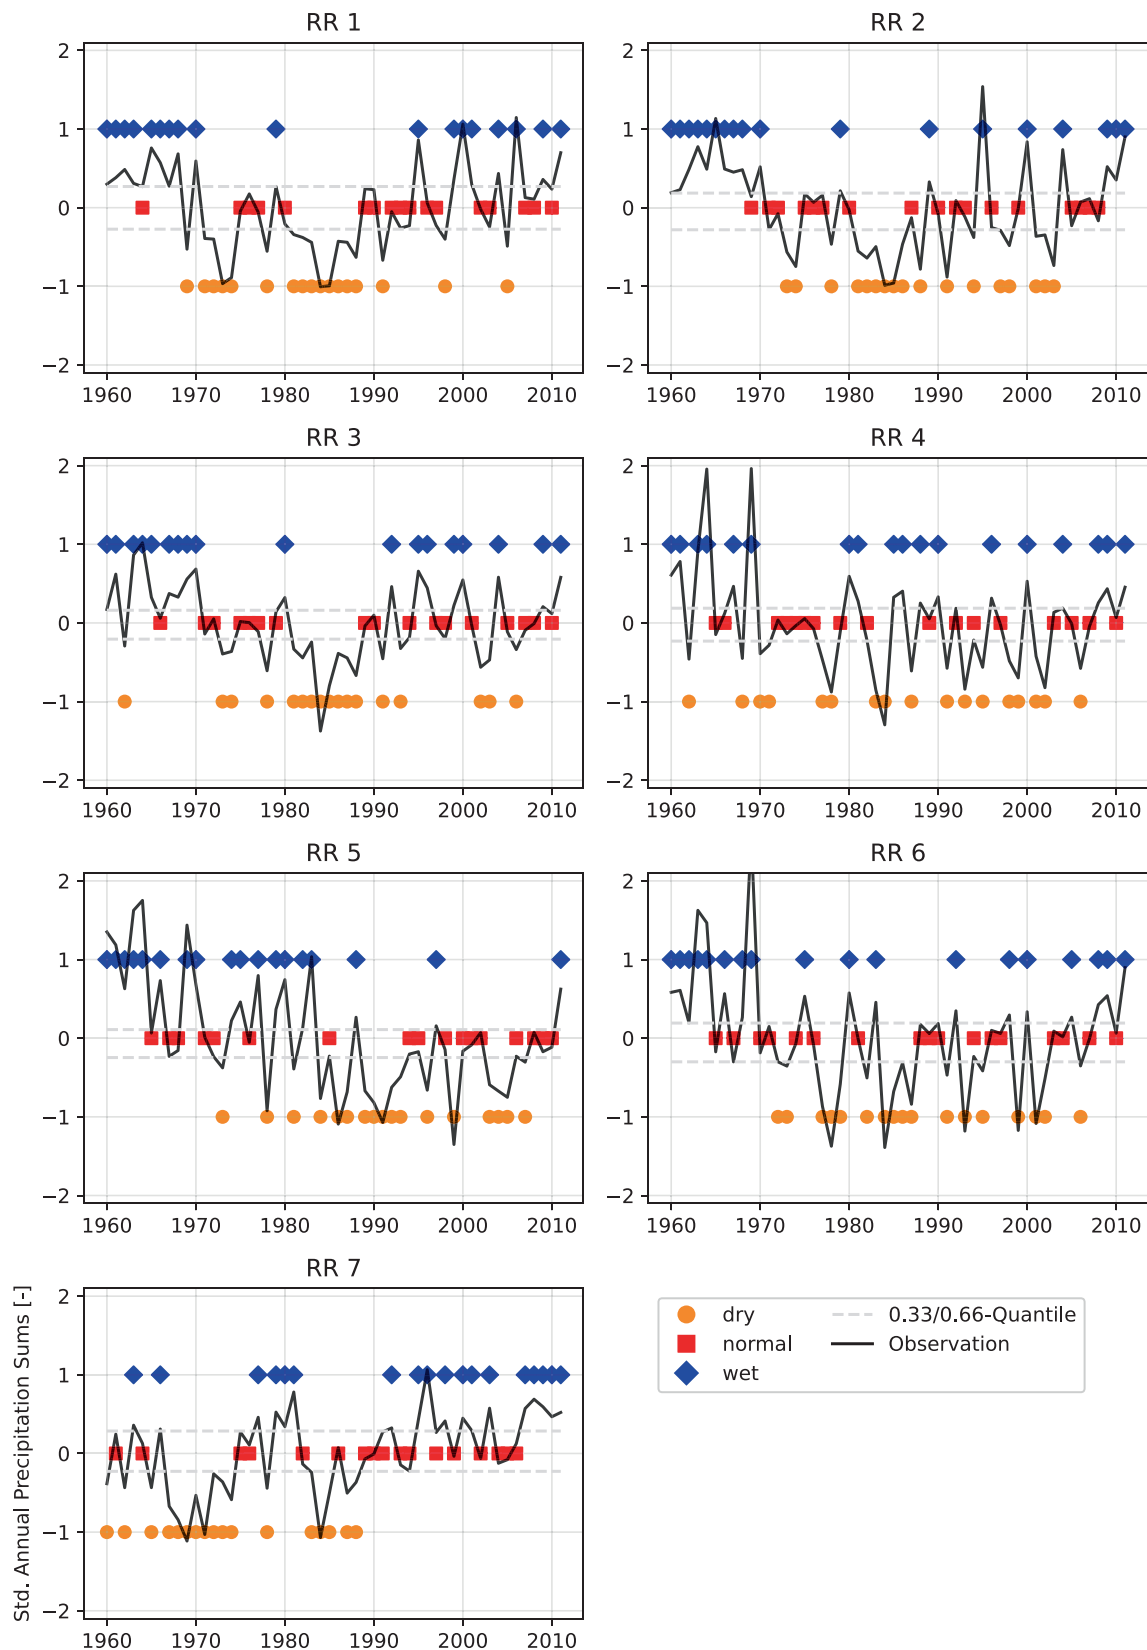 RR 1
RR 2
2
1
0
−1
−2
1960 1970 1980 1990 2000 2010
2
1
0
−1
−2
1960 1970 1980 1990 2000 2010
RR 3
RR 4
2
1
0
−1
−2
1960 1970 1980 1990 2000 2010
2
1
0
−1
−2
1960 1970 1980 1990 2000 2010
RR 5
RR 6
2
1
0
−1
−2
1960 1970 1980 1990 2000 2010
2
1
0
−1
−2
1960 1970 1980 1990 2000 2010
RR 7
Std. Annual Precipitation Sums [-]
2
1
0
−1
−2
1960 1970 1980 1990 2000 2010
dry
normal
wet
0.33/0.66-Quantile
Observation